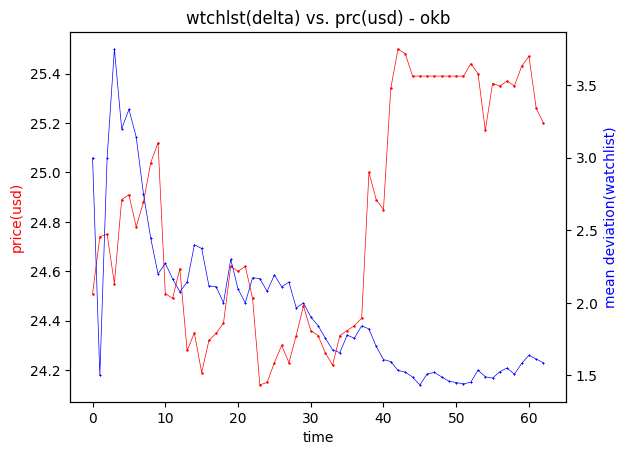 wtchlst(delta) vs. prc(usd) - okb
25.4
25.2
25.0
24.8
24.6
24.4
24.2
price(usd)
3.5
3.0
2.5
2.0
1.5
mean deviation(watchlist)
0 10 20 30 40 50 60
time